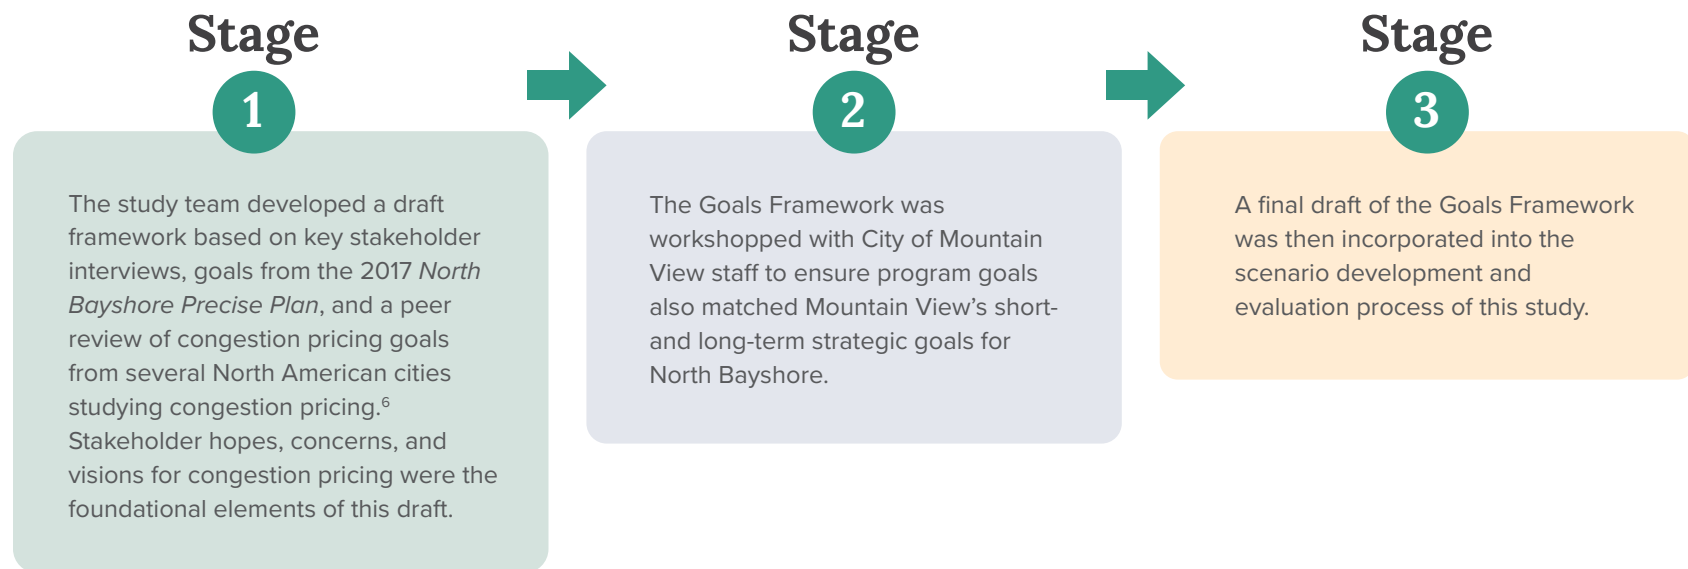 Stage
1
The study team developed a draft
framework based on key stakeholder
interviews, goals from the 2017 North
Bayshore Precise Plan, and a peer
review of congestion pricing goals
from several North American cities
studying congestion pricing.6
Stakeholder hopes, concerns, and
visions for congestion pricing were the
foundational elements of this draft.
Stage
2
The Goals Framework was
workshopped with City of Mountain
View staff to ensure program goals
also matched Mountain View’s short-
and long-term strategic goals for
North Bayshore.
Stage
3
A final draft of the Goals Framework
was then incorporated into the
scenario development and
evaluation process of this study.